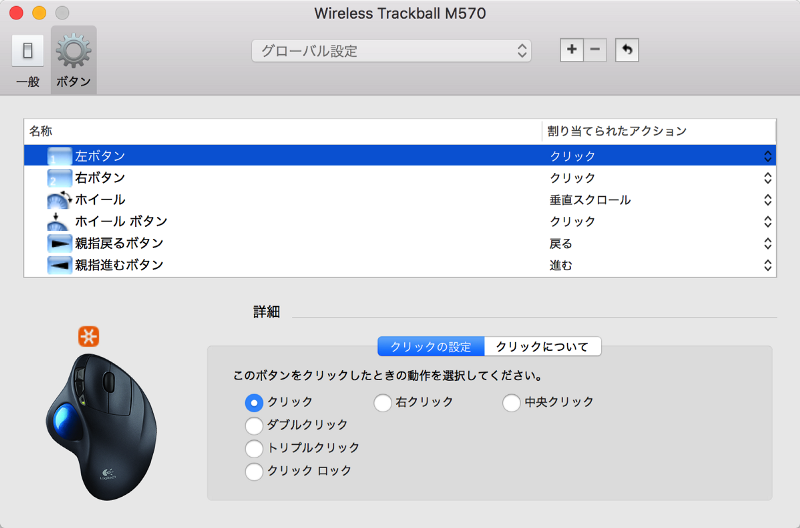 Wireless Trackball M570
グローバル設定
一般
ボタン
名称 割り当てられたアクション
1 左ボタン クリック
2 右ボタン クリック
ホイール 垂直スクロール
ホイール ボタン クリック
親指戻るボタン 戻る
親指進むボタン 進む
詳細
クリックの設定 クリックについて
このボタンをクリックしたときの動作を選択してください。
クリック 右クリック 中央クリック
ダブルクリック
トリプルクリック
クリック ロック
Logitech